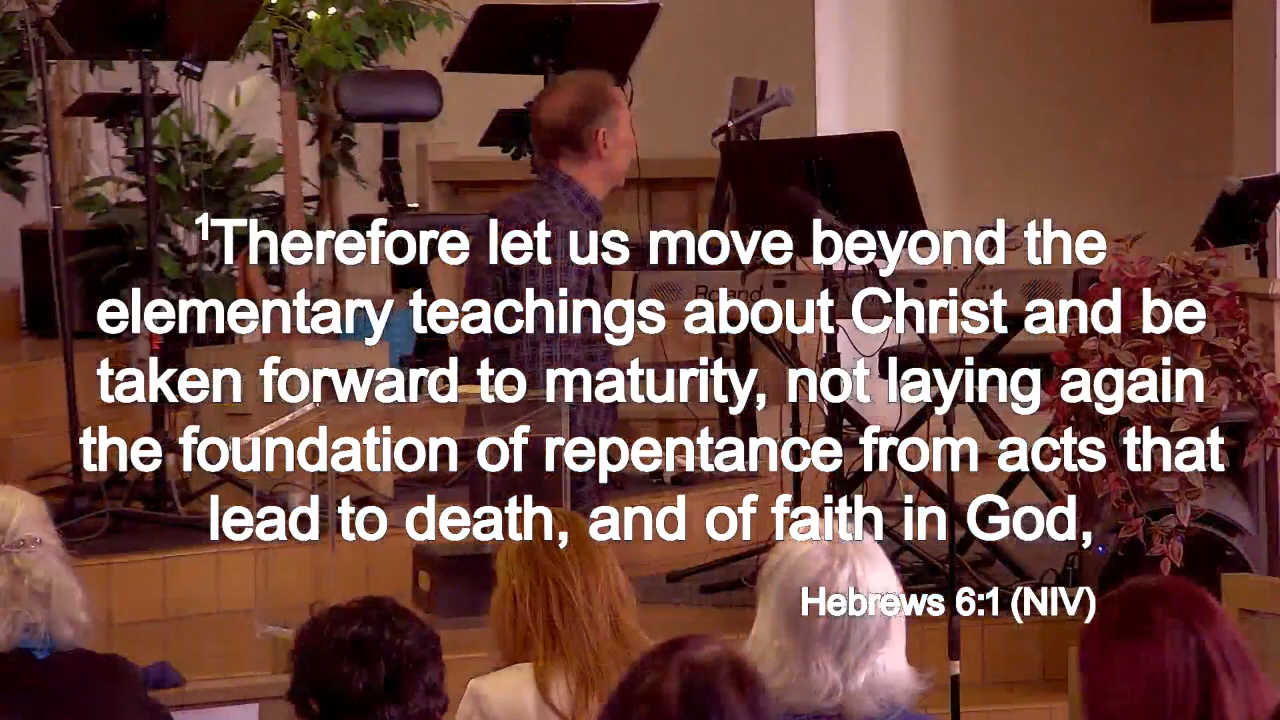 ¹Therefore let us move beyond the
elementary teachings about Christ and be
taken forward to maturity, not laying again
the foundation of repentance from acts that
lead to death, and of faith in God,
Hebrews 6:1 (NIV)
Roland